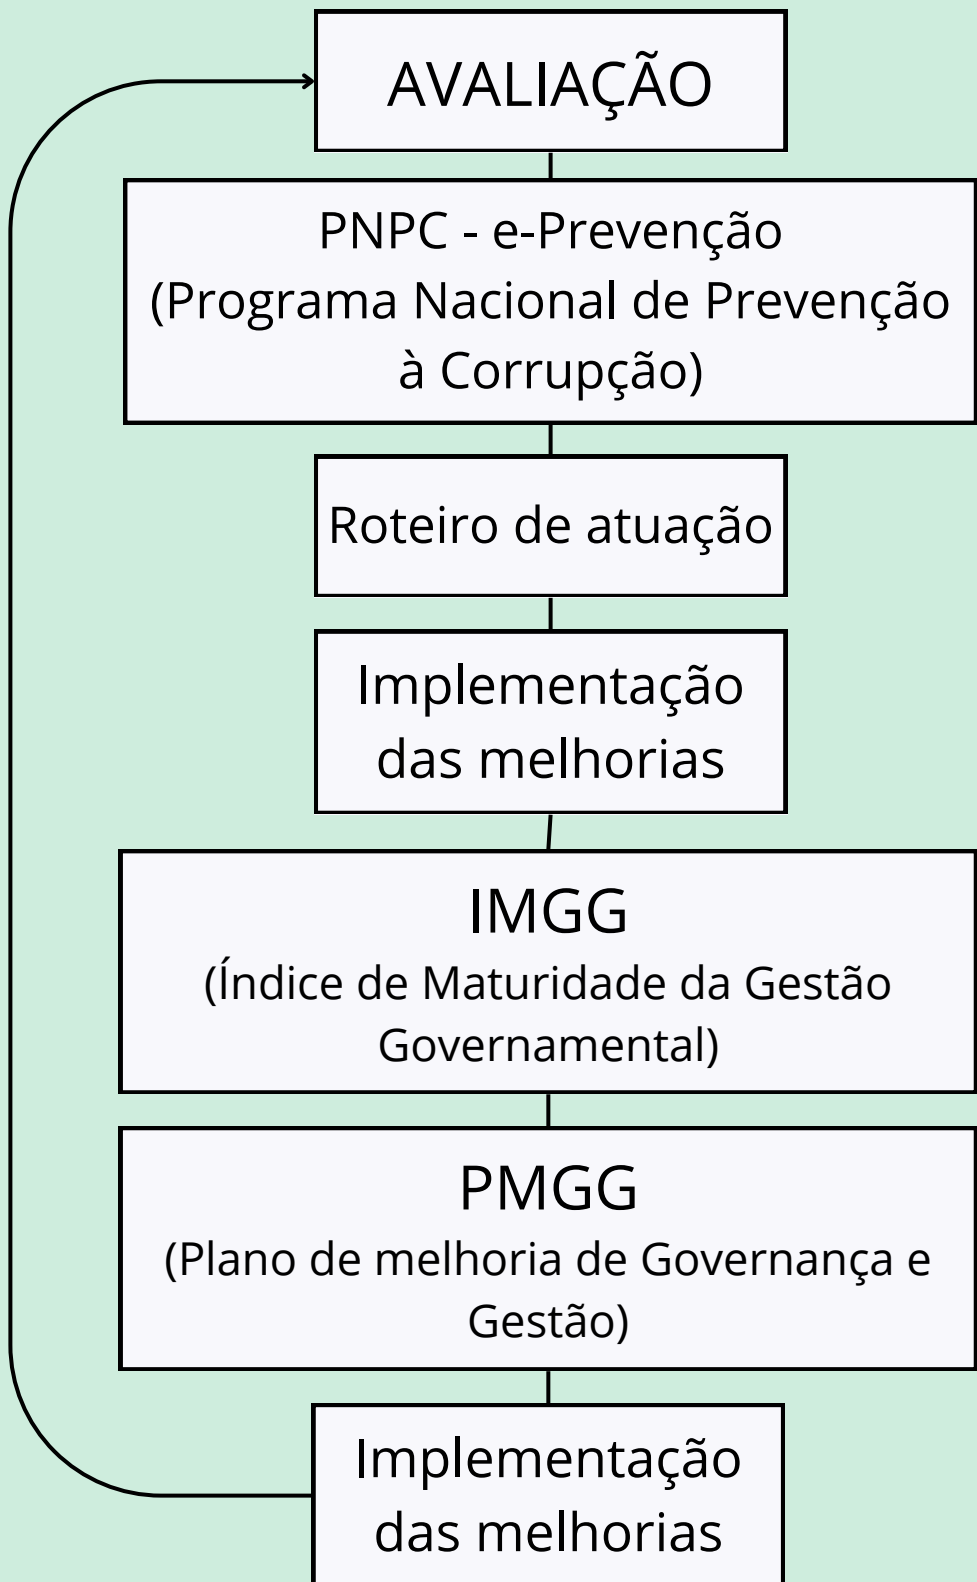 AVALIAÇÃO
PNPC - e-Prevenção
(Programa Nacional de Prevenção
à Corrupção)
Roteiro de atuação
Implementação
das melhorias
IMGG
(Índice de Maturidade da Gestão
Governamental)
PMGG
(Plano de melhoria de Governança e
Gestão)
Implementação
das melhorias